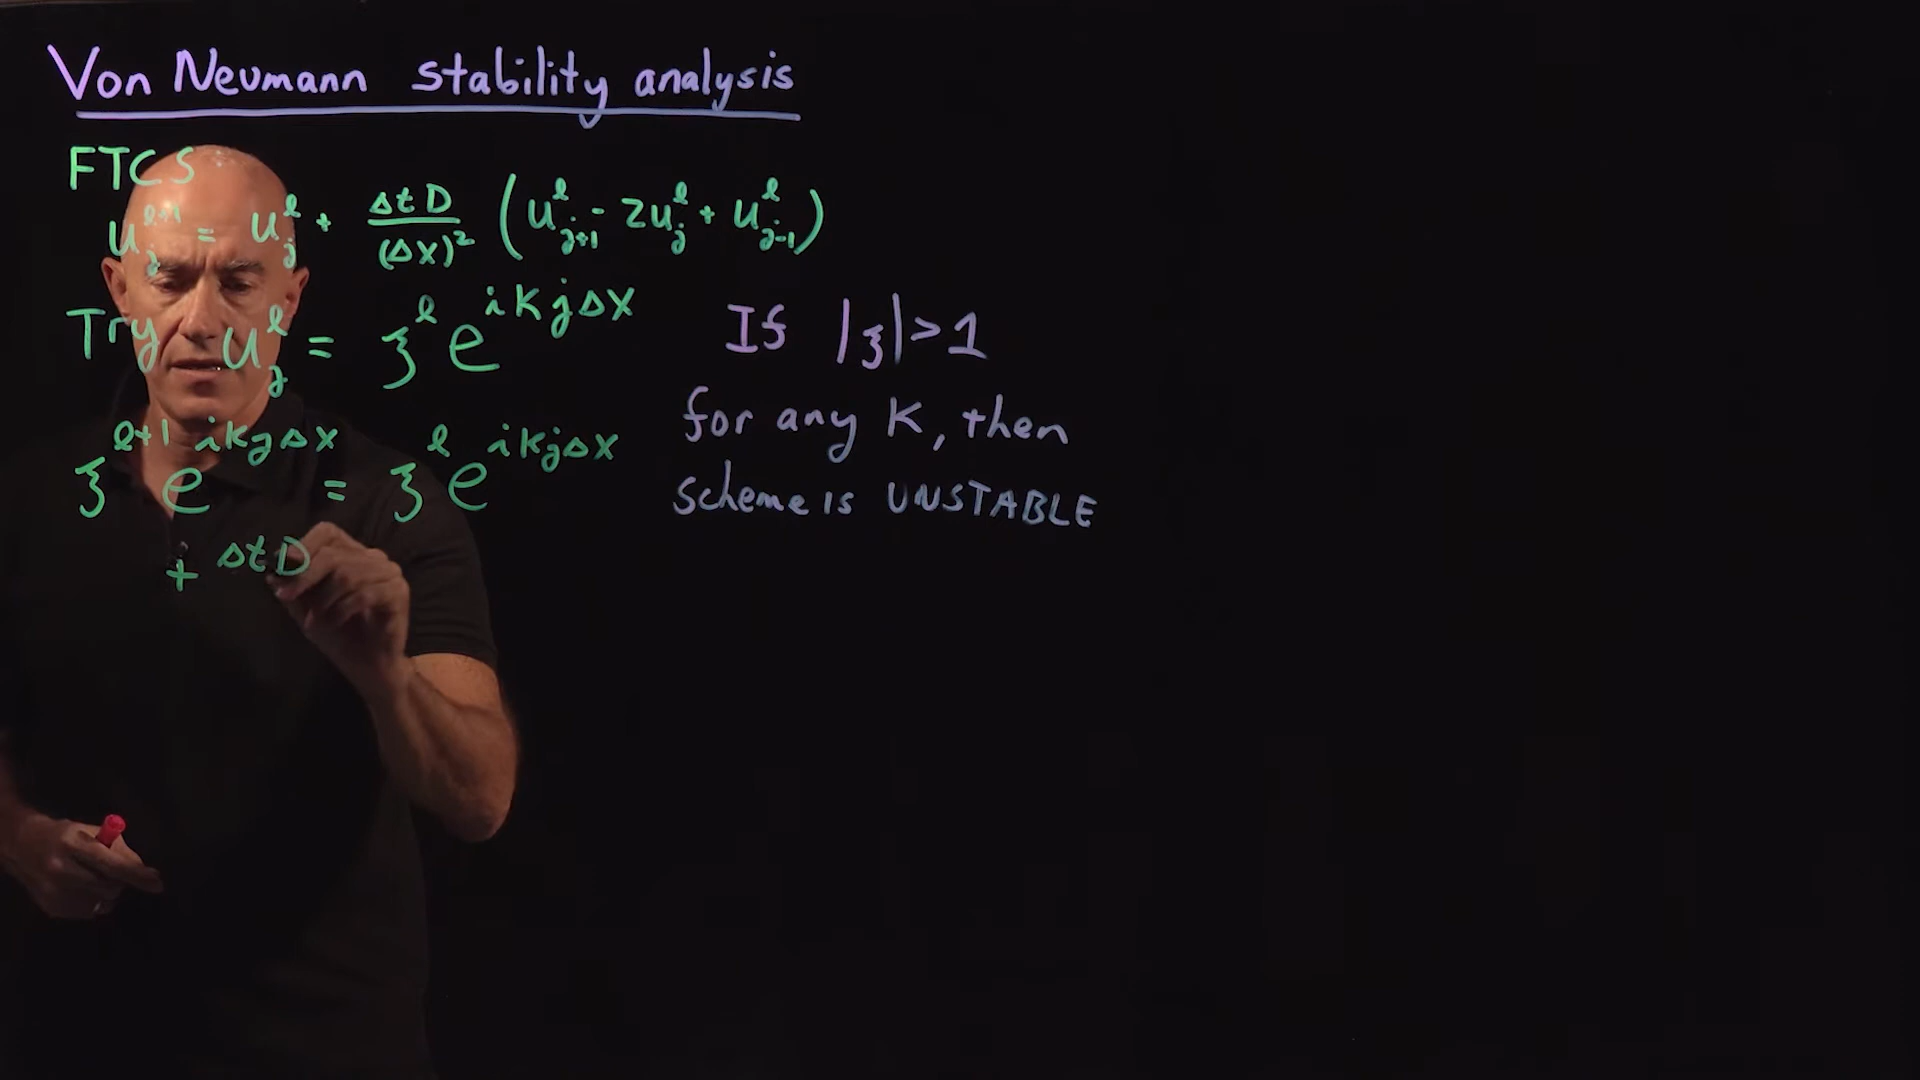 Von Neumann stability analysis
FTCS:
u_j^{ℓ+1} = u_j^ℓ + ΔtD/(Δx)² (u_{j+1}^ℓ - 2u_j^ℓ + u_{j-1}^ℓ)
Try u_j^ℓ = ξ^ℓ e^{iKjΔx}
If |ξ|>1
for any K, then
scheme is UNSTABLE
ξ^{ℓ+1} e^{iKjΔx} = ξ^ℓ e^{iKjΔx}
+ ΔtD